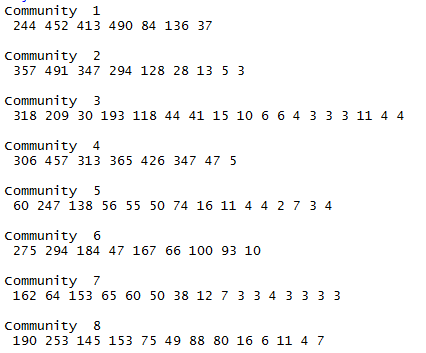 Community 1
244 452 413 490 84 136 37
Community 2
357 491 347 294 128 28 13 5 3
Community 3
318 209 30 193 118 44 41 15 10 6 6 4 3 3 3 11 4 4
Community 4
306 457 313 365 426 347 47 5
Community 5
60 247 138 56 55 50 74 16 11 4 4 2 7 3 4
Community 6
275 294 184 47 167 66 100 93 10
Community 7
162 64 153 65 60 50 38 12 7 3 3 4 3 3 3 3
Community 8
190 253 145 153 75 49 88 80 16 6 11 4 7